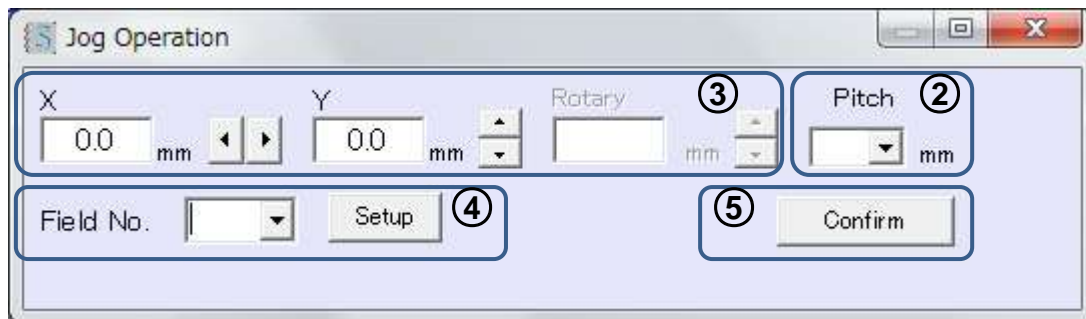 Jog Operation
X Y Rotary ③ Pitch ②
0.0 mm 0.0 mm mm mm
Field No. Setup ④ ⑤ Confirm